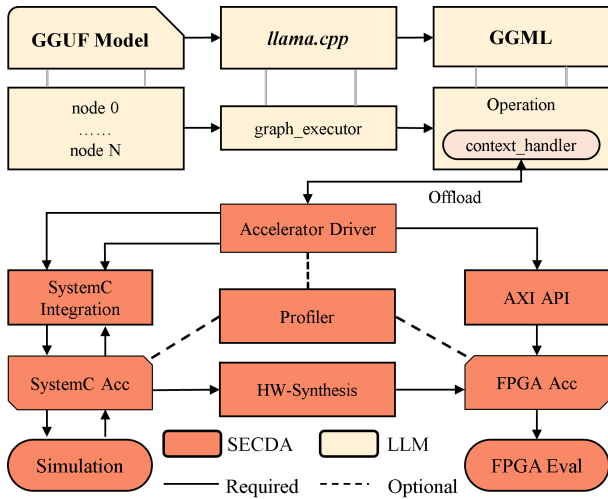 GGUF Model
llama.cpp
GGML
node 0
……
node N
graph_executor
Operation
context_handler
Offload
Accelerator Driver
SystemC
Integration
Profiler
AXI API
SystemC Acc
HW-Synthesis
FPGA Acc
SECDA
LLM
Simulation
FPGA Eval
Required
Optional